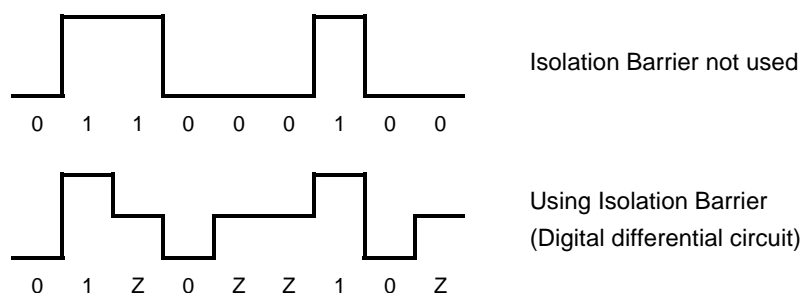 Isolation Barrier not used
0 1 1 0 0 0 1 0 0
Using Isolation Barrier
(Digital differential circuit)
0 1 Z 0 Z Z 1 0 Z